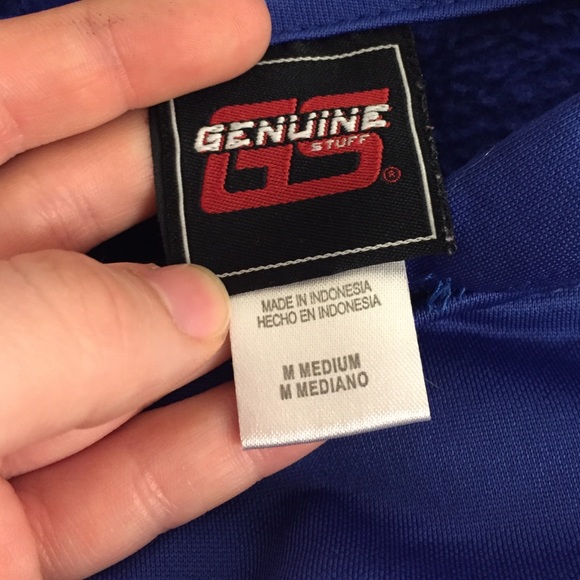 GS
GENUINE
STUFF
®
MADE IN INDONESIA
HECHO EN INDONESIA
M MEDIUM
M MEDIANO